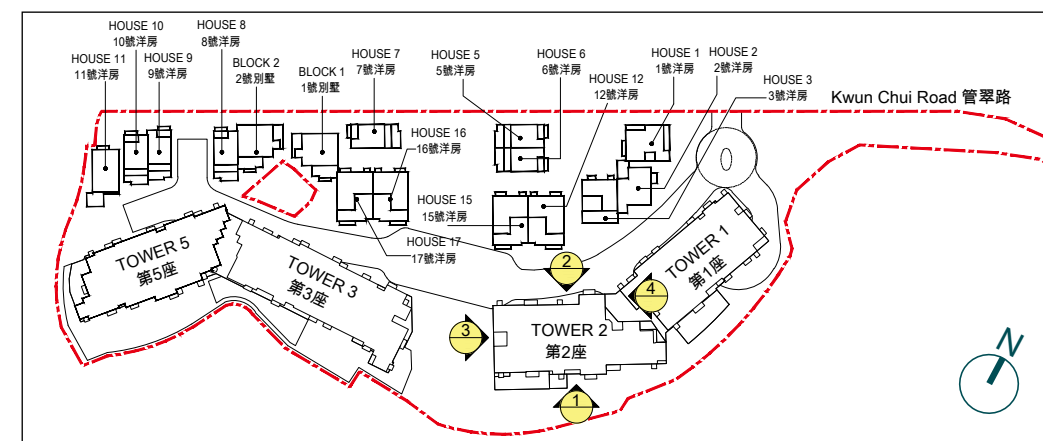 HOUSE 10
10號洋房
HOUSE 8
8號洋房
HOUSE 11
11號洋房
HOUSE 9
9號洋房
BLOCK 2
2號別墅
BLOCK 1
1號別墅
HOUSE 7
7號洋房
HOUSE 5
5號洋房
HOUSE 6
6號洋房
HOUSE 12
12號洋房
HOUSE 1
1號洋房
HOUSE 2
2號洋房
HOUSE 3
3號洋房
Kwun Chui Road 管翠路
HOUSE 16
16號洋房
HOUSE 15
15號洋房
HOUSE 17
17號洋房
TOWER 5
第5座
TOWER 3
第3座
TOWER 2
第2座
TOWER 1
第1座
2
4
3
1
N